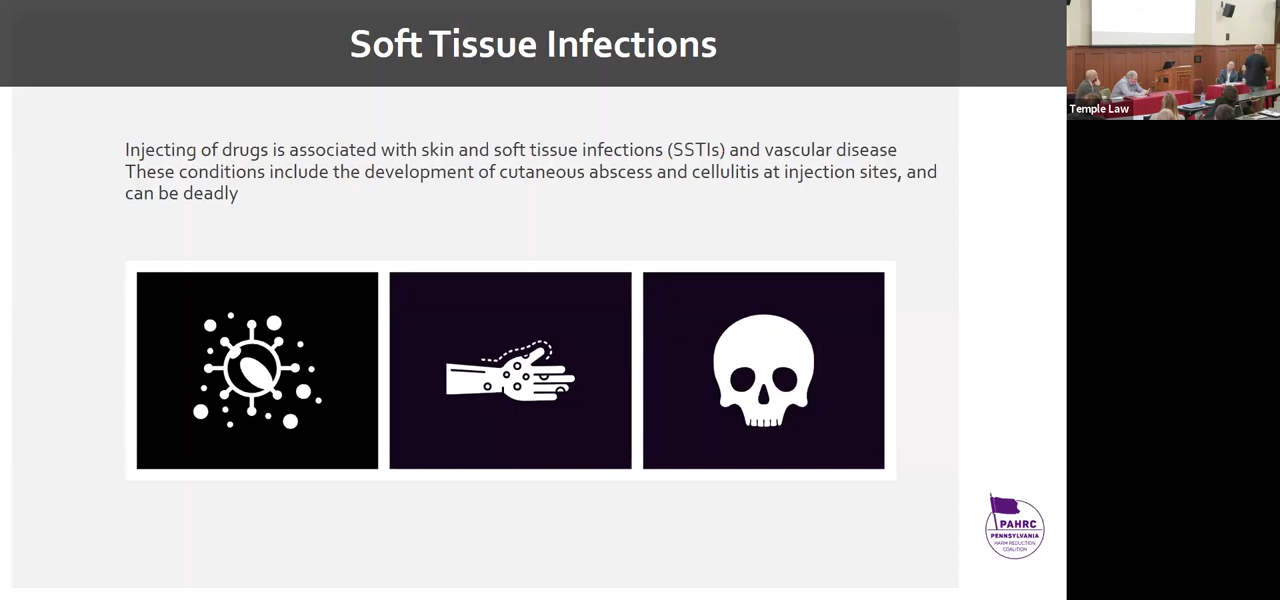 Soft Tissue Infections
Temple Law
Injecting of drugs is associated with skin and soft tissue infections (SSTIs) and vascular disease
These conditions include the development of cutaneous abscess and cellulitis at injection sites, and
can be deadly
PAHRC
PENNSYLVANIA
HARM REDUCTION
COALITION